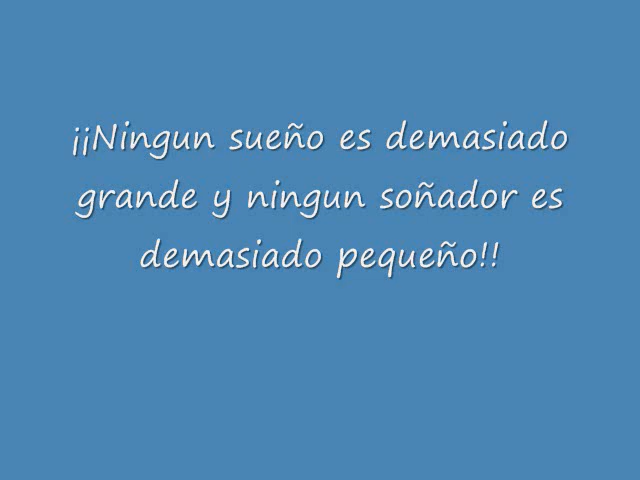 ¡¡Ningun sueño es demasiado
grande y ningun soñador es
demasiado pequeño!!